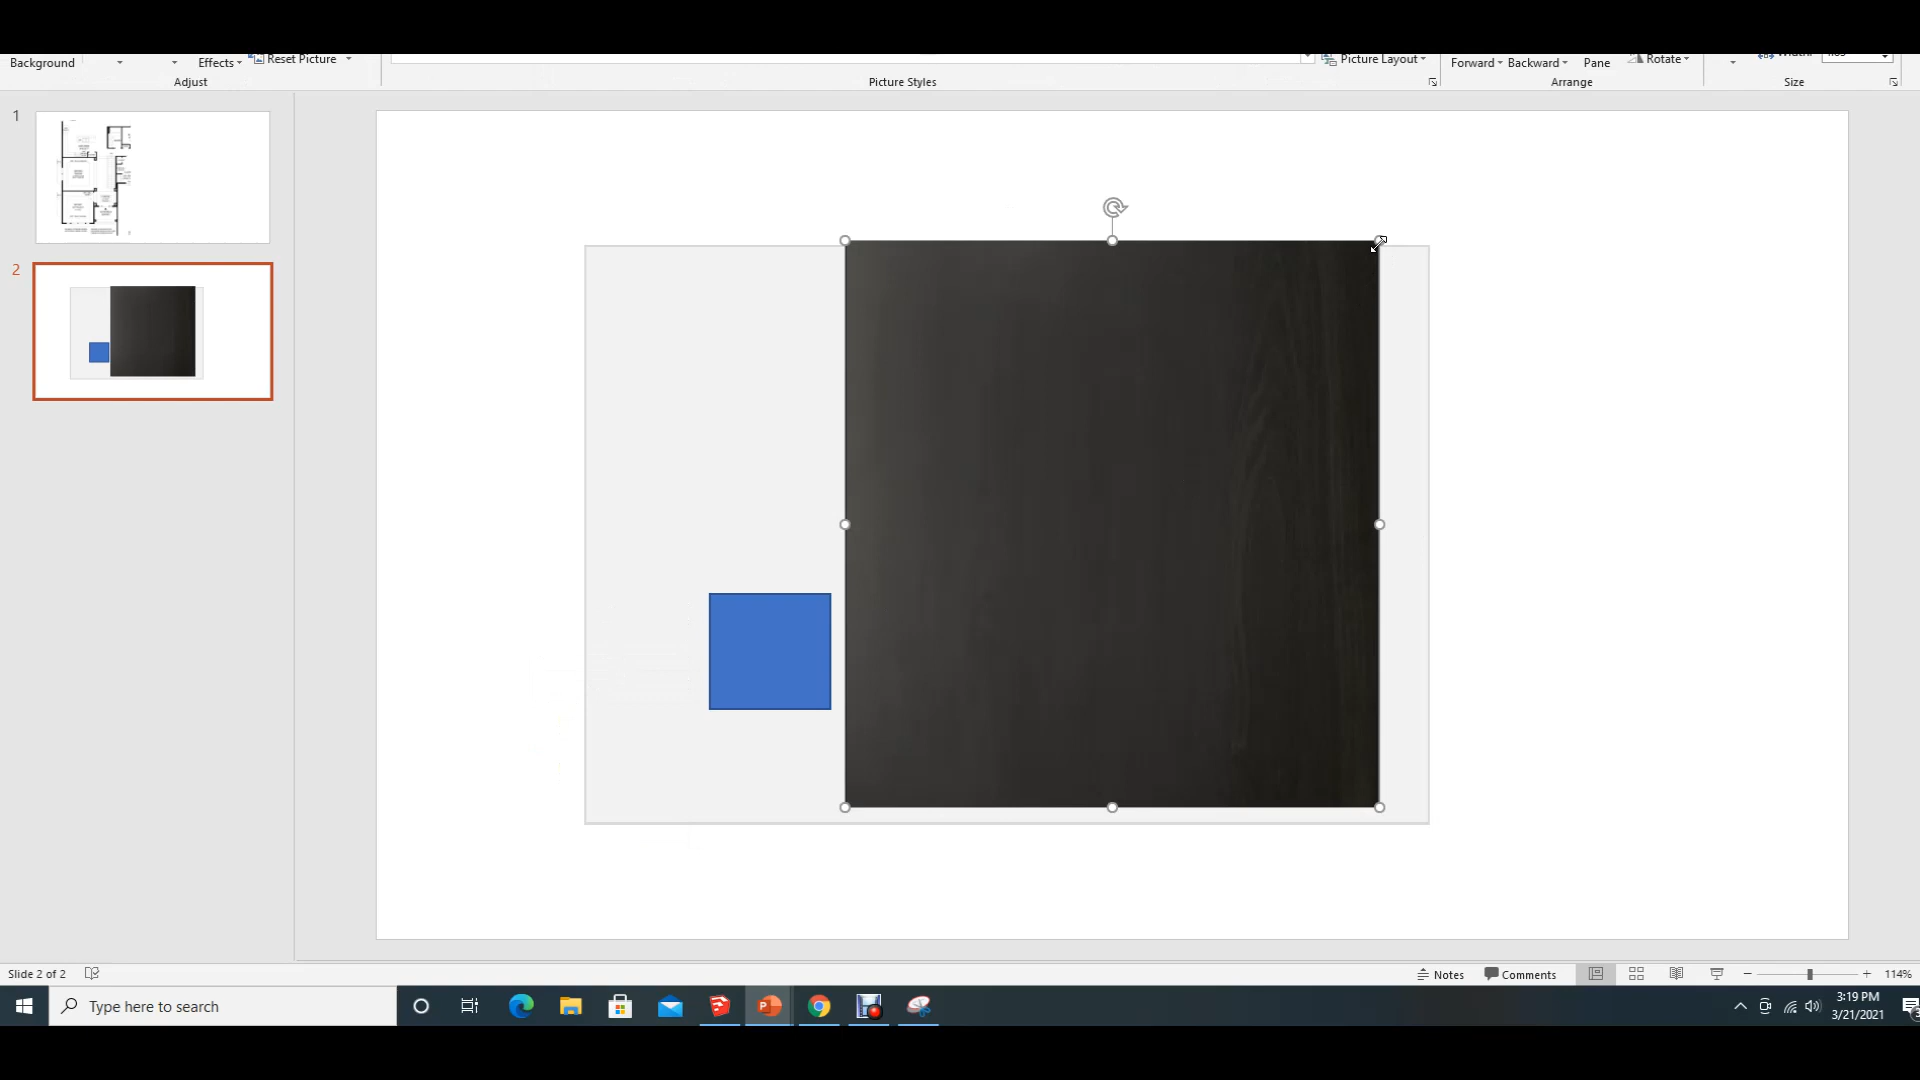 Background
Effects
Reset Picture
Picture Layout
Forward
Backward
Pane
Rotate
Adjust
Picture Styles
Arrange
Size
1
2
Slide 2 of 2
Notes
Comments
114%
Type here to search
3:19 PM
3/21/2021